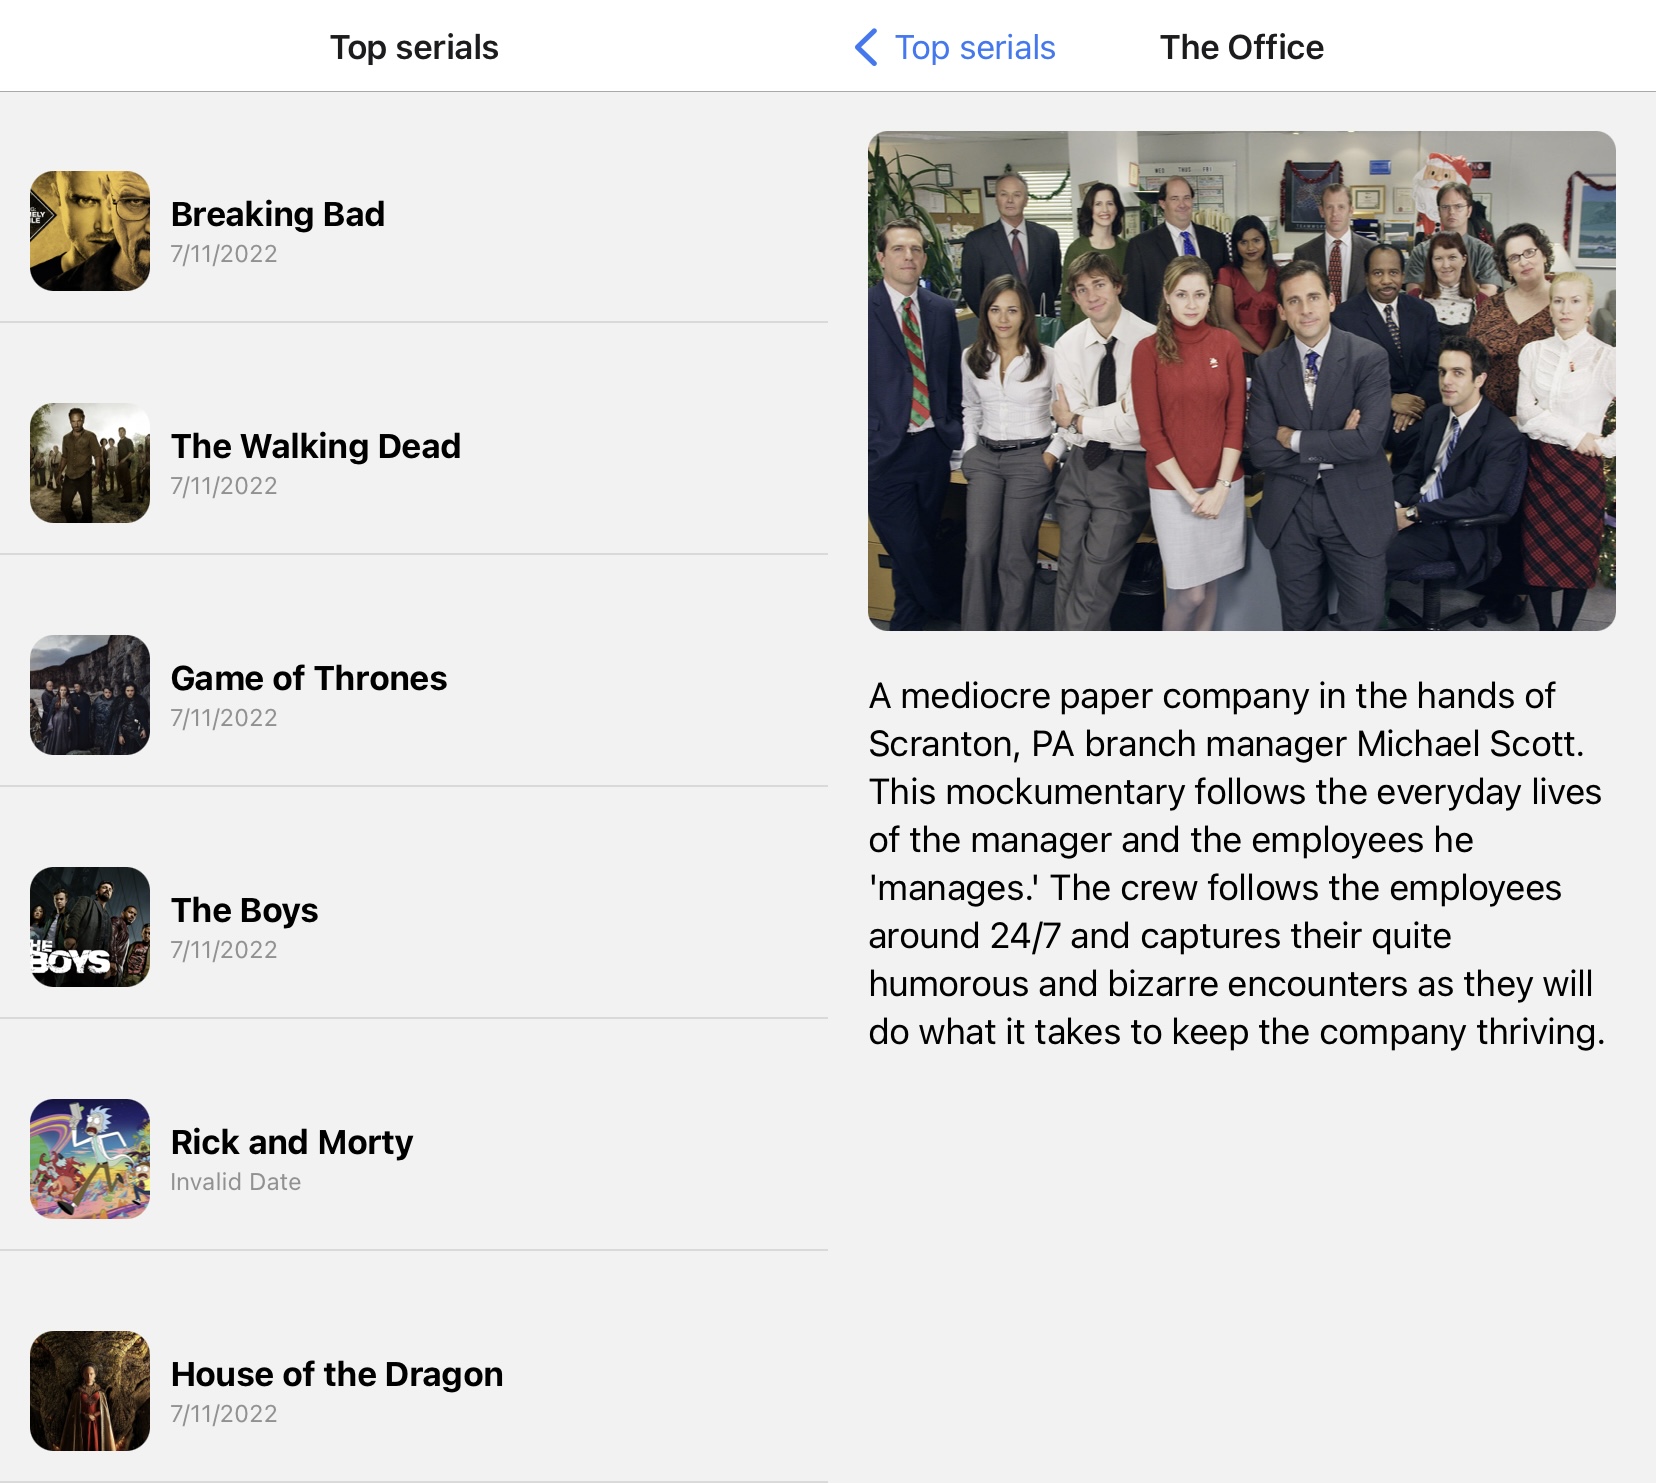 Top serials
Breaking Bad
7/11/2022
The Walking Dead
7/11/2022
Game of Thrones
7/11/2022
The Boys
7/11/2022
HE
BOYS
Rick and Morty
Invalid Date
House of the Dragon
7/11/2022
Top serials
The Office
WED THUR FRI
A mediocre paper company in the hands of
Scranton, PA branch manager Michael Scott.
This mockumentary follows the everyday lives
of the manager and the employees he
'manages.' The crew follows the employees
around 24/7 and captures their quite
humorous and bizarre encounters as they will
do what it takes to keep the company thriving.